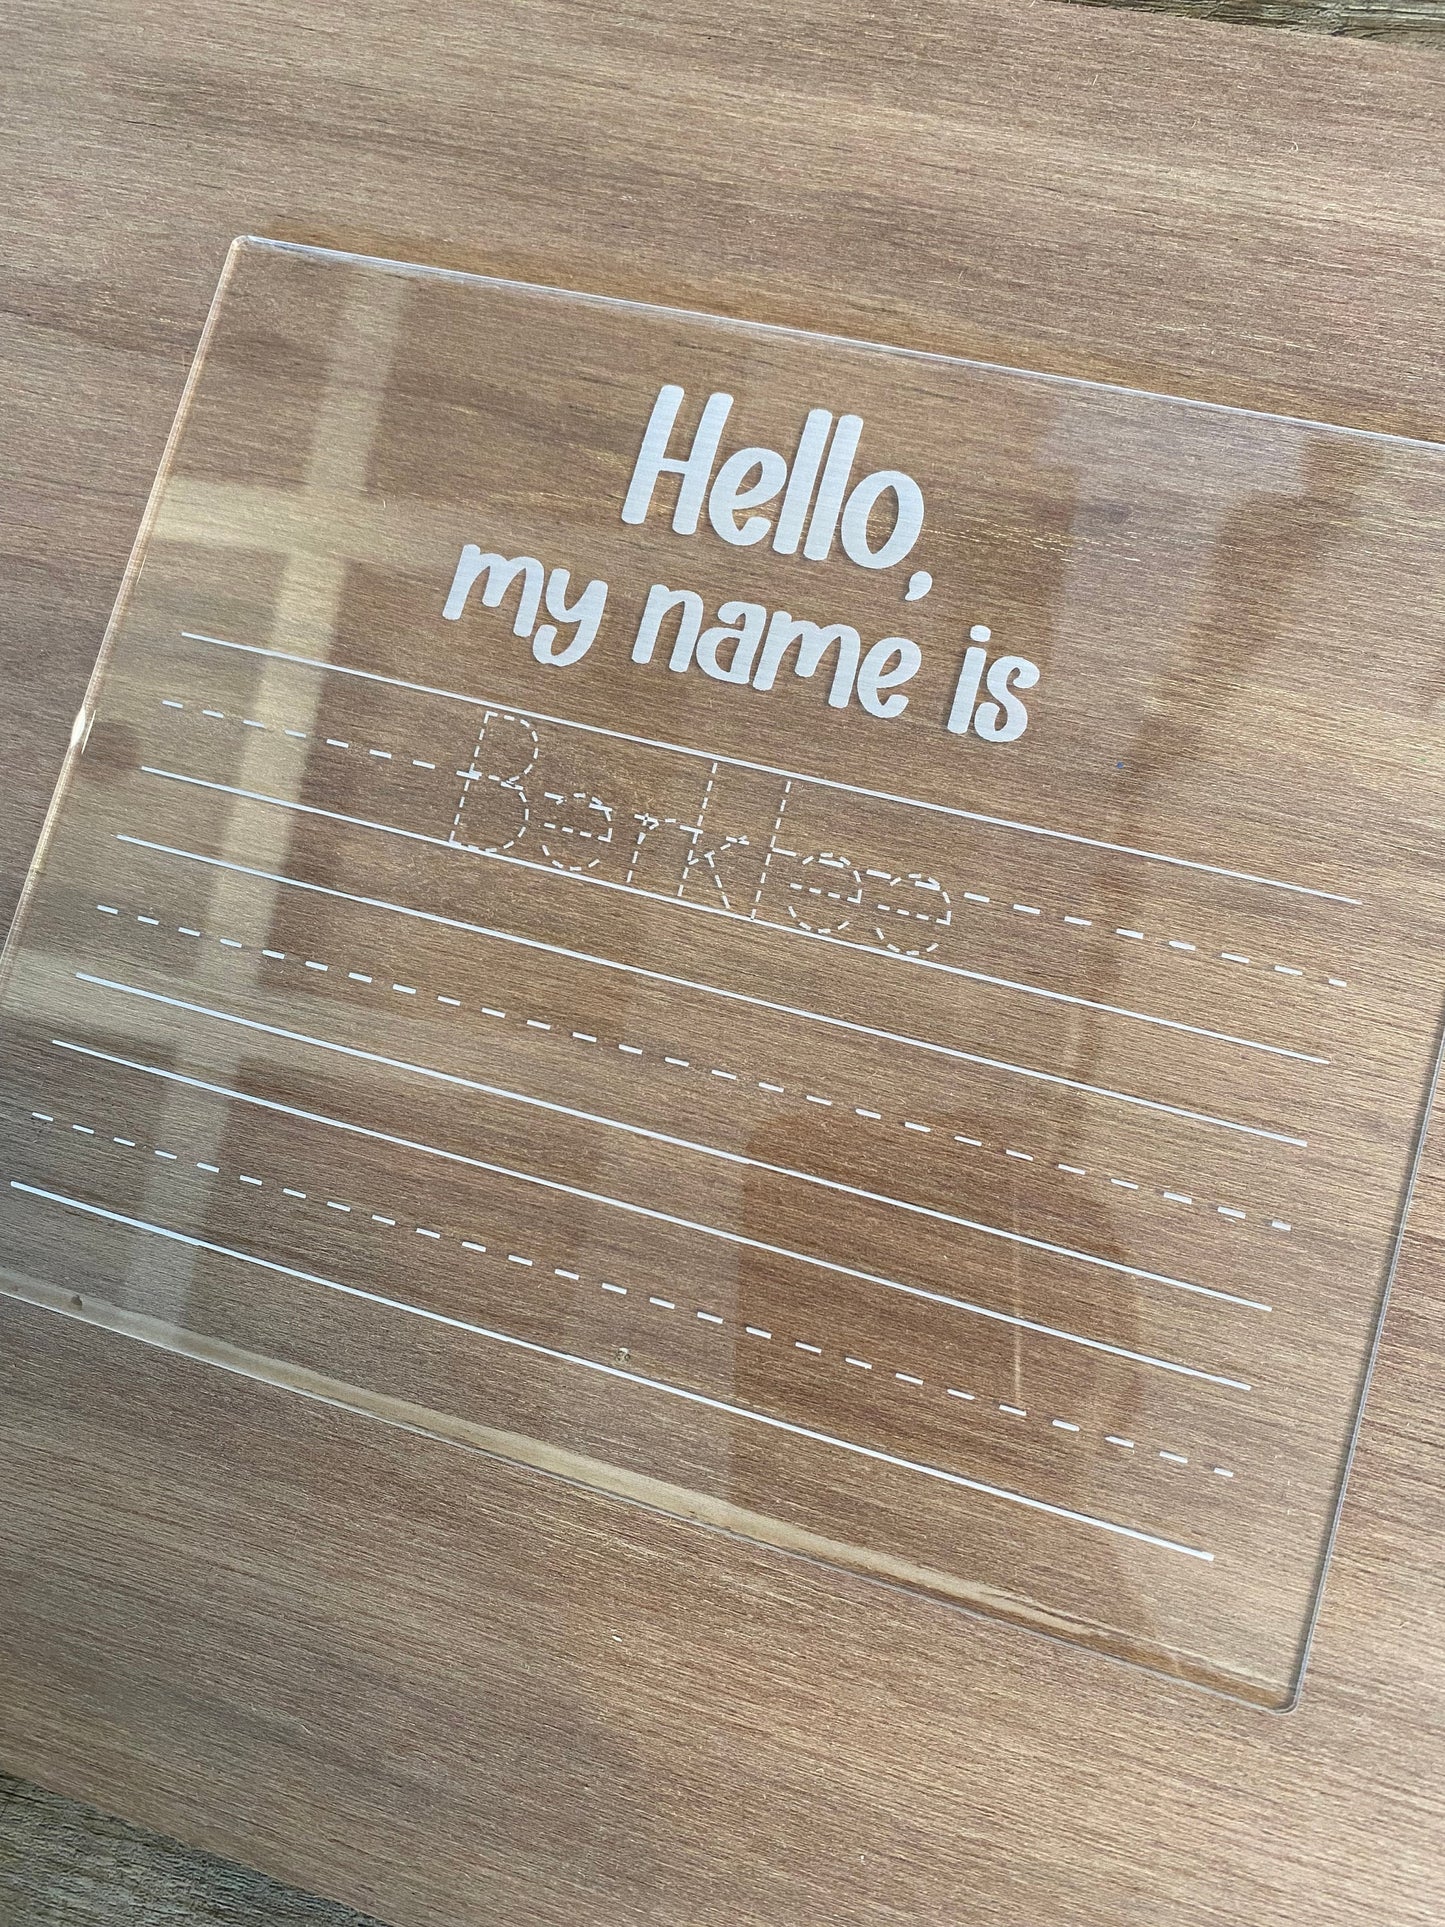 Hello,
my name is
Berklee